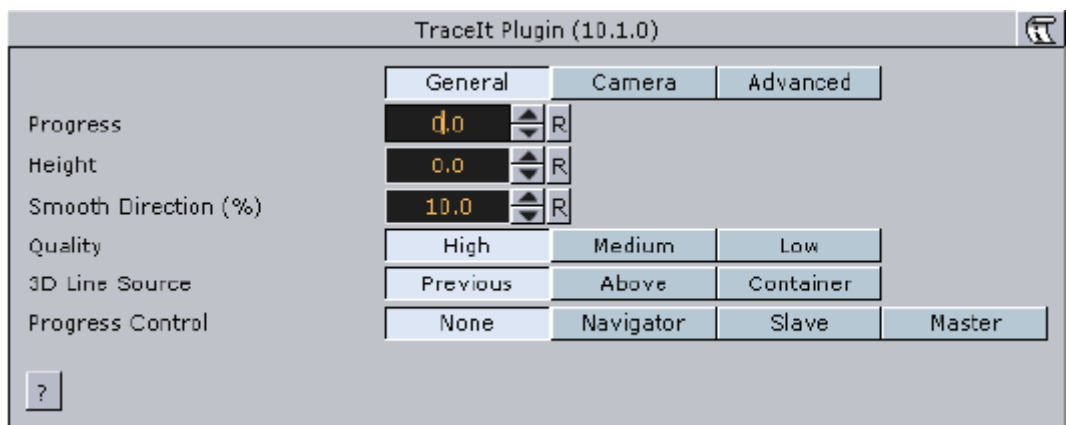 TraceIt Plugin (10.1.0)
General Camera Advanced
Progress 0.0 R
Height 0.0 R
Smooth Direction (%) 10.0 R
Quality High Medium Low
3D Line Source Previous Above Container
Progress Control None Navigator Slave Master
?